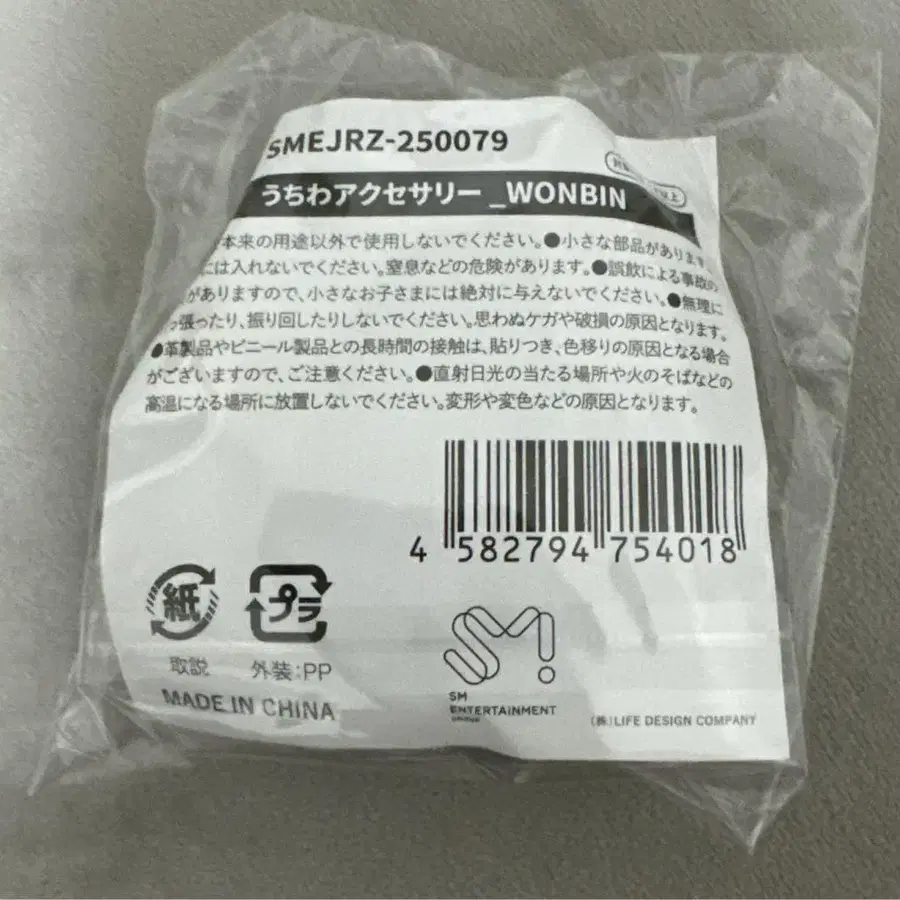 SMEJRZ-250079
うちわアクセサリー _WONBIN
以上
本来の用途以外で使用しないでください。●小さな部品があります
には入れないでください。窒息などの危険があります。●誤飲による事故の
がありますので、小さなお子さまには絶対に与えないでください。●無理に
っ張ったり、振り回したりしないでください。思わぬケガや破損の原因となります。
●革製品やビニール製品との長時間の接触は、貼りつき、色移りの原因となる場合
がございますので、ご注意ください。●直射日光の当たる場所や火のそばなどの
高温になる場所に放置しないでください。変形や変色などの原因となります。
4 582794 754018
紙 プラ
取説 外装:PP
MADE IN CHINA
SM!
SM
ENTERTAINMENT
(株)LIFE DESIGN COMPANY